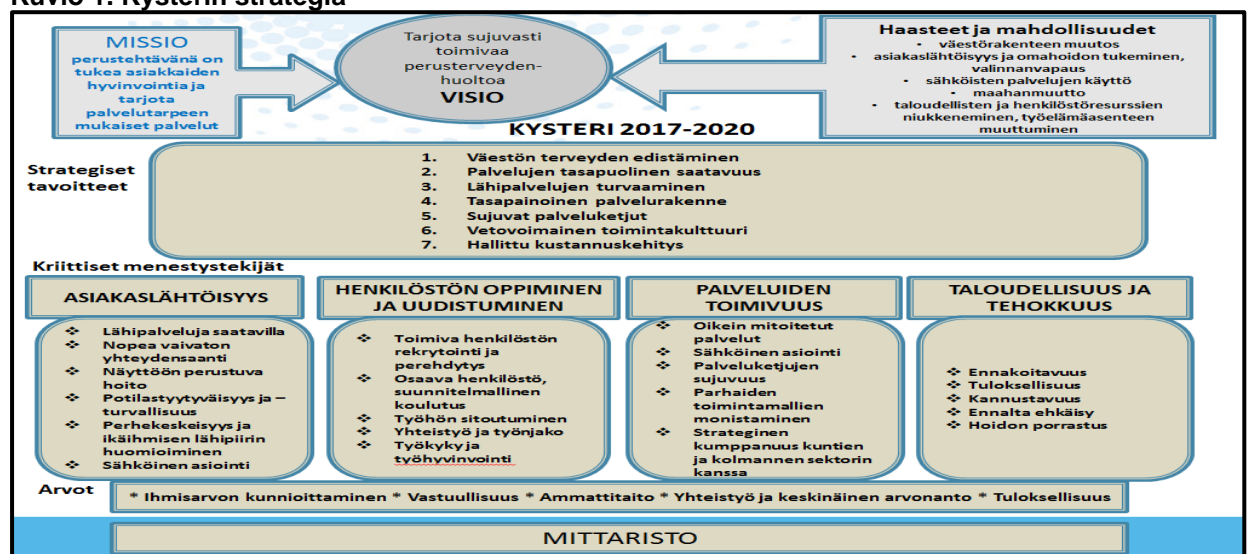 Kuvio 1. Kysterin strategia
MISSIO
perustehtävänä on
tukea asiakkaiden
hyvinvointia ja
tarjota
palvelutarpeen
mukaiset palvelut
Tarjota sujuvasti
toimivaa
perusterveyden-
huoltoa
VISIO
Haasteet ja mahdollisuudet
• väestörakenteen muutos
• asiakaslähtöisyys ja omahoidon tukeminen,
valinnanvapaus
• sähköisten palvelujen käyttö
• maahanmuutto
• taloudellisten ja henkilöstöresurssien
niukkeneminen, työelämäasenteen
muuttuminen
KYSTERI 2017-2020
Strategiset
tavoitteet
1. Väestön terveyden edistäminen
2. Palvelujen tasapuolinen saatavuus
3. Lähipalvelujen turvaaminen
4. Tasapainoinen palvelurakenne
5. Sujuvat palveluketjut
6. Vetovoimainen toimintakulttuuri
7. Hallittu kustannuskehitys
Kriittiset menestystekijät
ASIAKASLÄHTÖISYYS
❖ Lähipalveluja saatavilla
❖ Nopea vaivaton
yhteydensaanti
❖ Näyttöön perustuva
hoito
❖ Potilastyytyväisyys ja –
turvallisuus
❖ Perhekeskeisyys ja
ikäihmisen lähipiirin
huomioiminen
❖ Sähköinen asiointi
HENKILÖSTÖN OPPIMINEN
JA UUDISTUMINEN
❖ Toimiva henkilöstön
rekrytointi ja
perehdytys
❖ Osaava henkilöstö,
suunnitelmallinen
koulutus
❖ Työhön sitoutuminen
❖ Yhteistyö ja työnjako
❖ Työkyky ja
työhyvinvointi
PALVELUIDEN
TOIMIVUUS
❖ Oikein mitoitetut
palvelut
❖ Sähköinen asiointi
❖ Palveluketjujen
sujuvuus
❖ Parhaiden
toimintamallien
monistaminen
❖ Strateginen
kumppanuus kuntien
ja kolmannen sektorin
kanssa
TALOUDELLISUUS JA
TEHOKKUUS
❖ Ennakoitavuus
❖ Tuloksellisuus
❖ Kannustavuus
❖ Ennalta ehkäisy
❖ Hoidon porrastus
Arvot
* Ihmisarvon kunnioittaminen * Vastuullisuus * Ammattitaito * Yhteistyö ja keskinäinen arvonanto * Tuloksellisuus
MITTARISTO